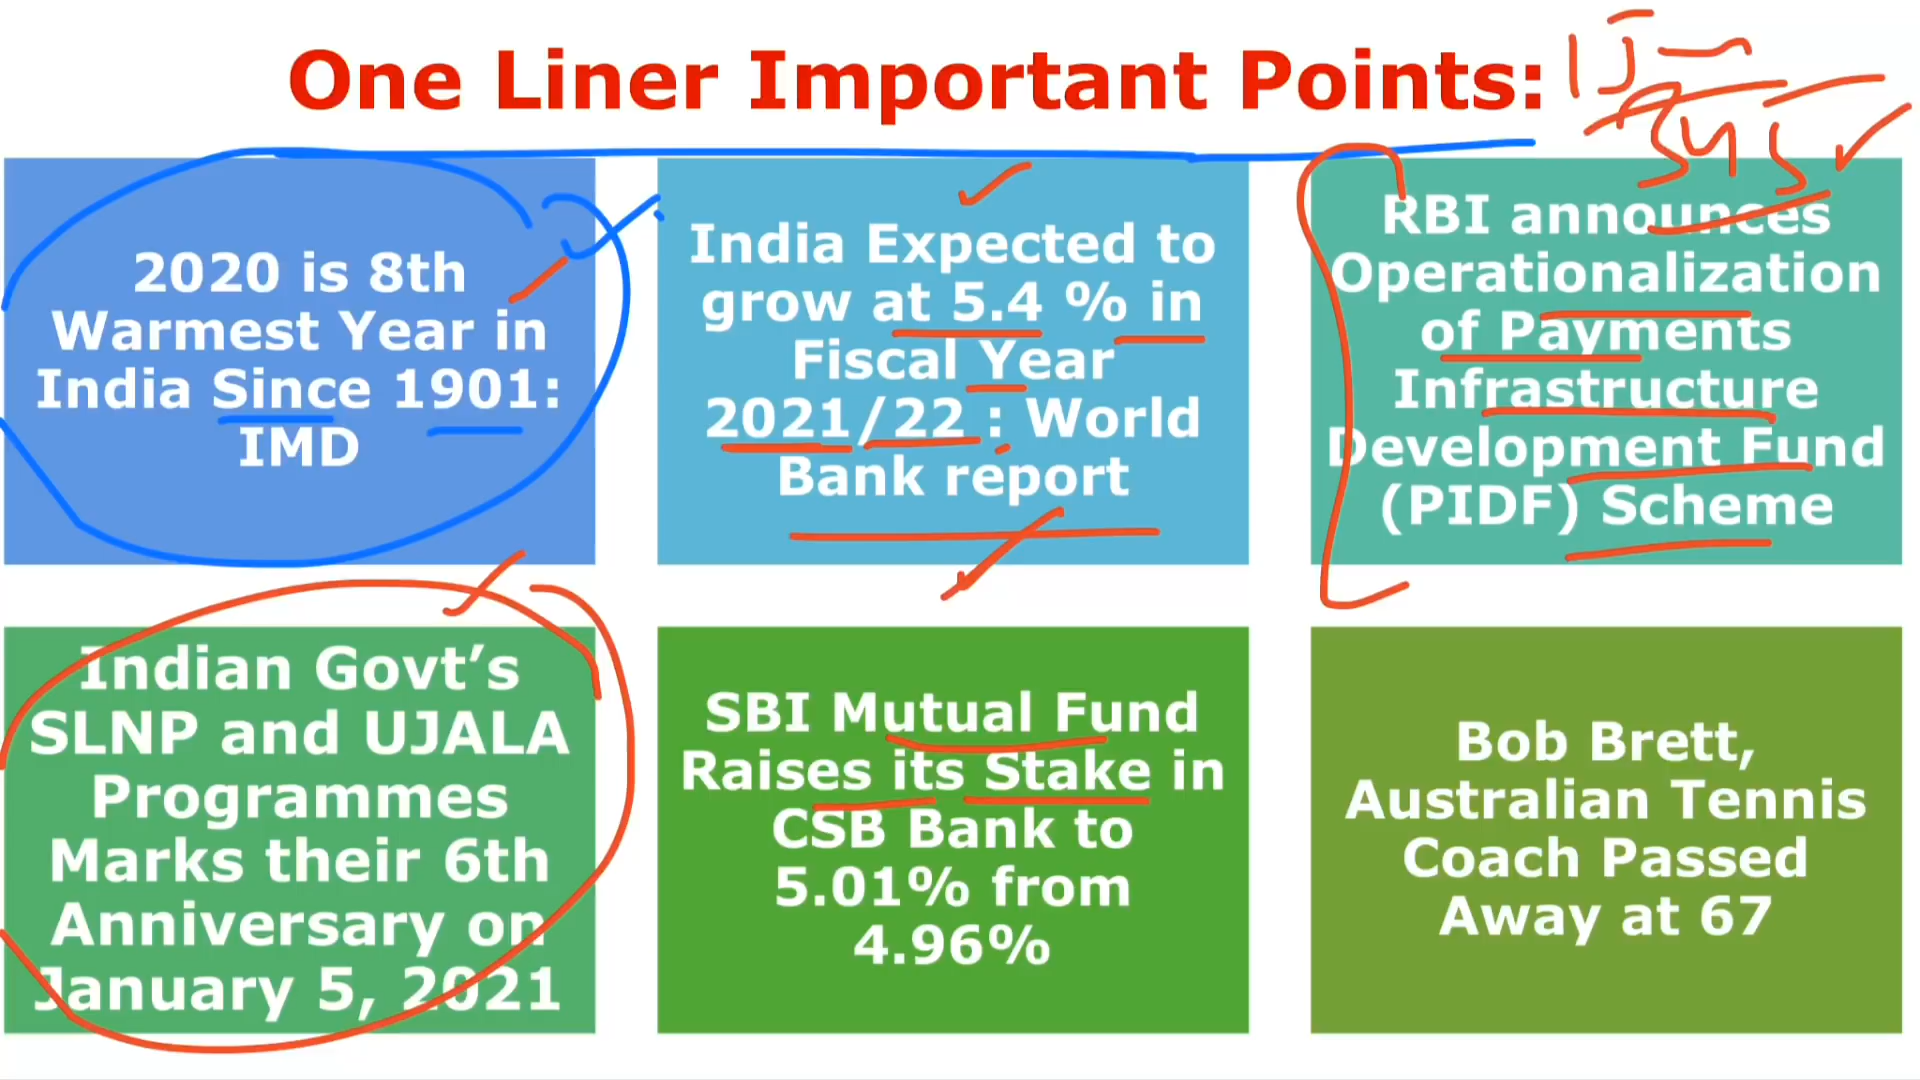 One Liner Important Points:
2020 is 8th
Warmest Year in
India Since 1901:
IMD
India Expected to
grow at 5.4 % in
Fiscal Year
2021/22 : World
Bank report
RBI announces
Operationalization
of Payments
Infrastructure
Development Fund
(PIDF) Scheme
Indian Govt’s
SLNP and UJALA
Programmes
Marks their 6th
Anniversary on
January 5, 2021
SBI Mutual Fund
Raises its Stake in
CSB Bank to
5.01% from
4.96%
Bob Brett,
Australian Tennis
Coach Passed
Away at 67